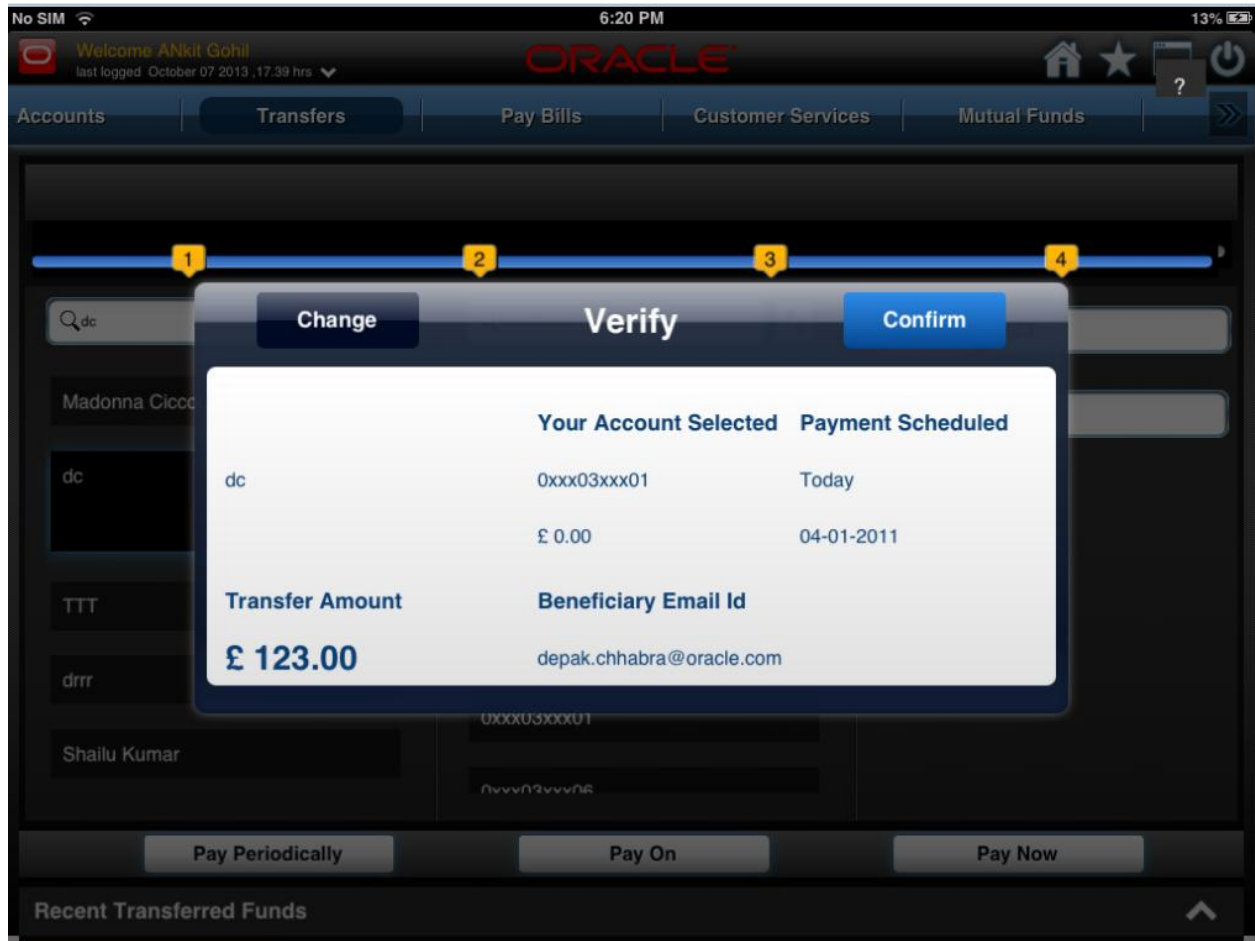 No SIM 6:20 PM 13%
Welcome ANkit Gohil
last logged October 07 2013 ,17.39 hrs
ORACLE
?
Accounts Transfers Pay Bills Customer Services Mutual Funds
1 2 3 4
dc
Change Verify Confirm
Madonna Cicco
dc
TTT
drrr
Shailu Kumar
Your Account Selected Payment Scheduled
dc 0xxx03xxx01 Today
£ 0.00 04-01-2011
Transfer Amount Beneficiary Email Id
£ 123.00 depak.chhabra@oracle.com
0xxx03xxx01
0xxx03xxx06
Pay Periodically Pay On Pay Now
Recent Transferred Funds